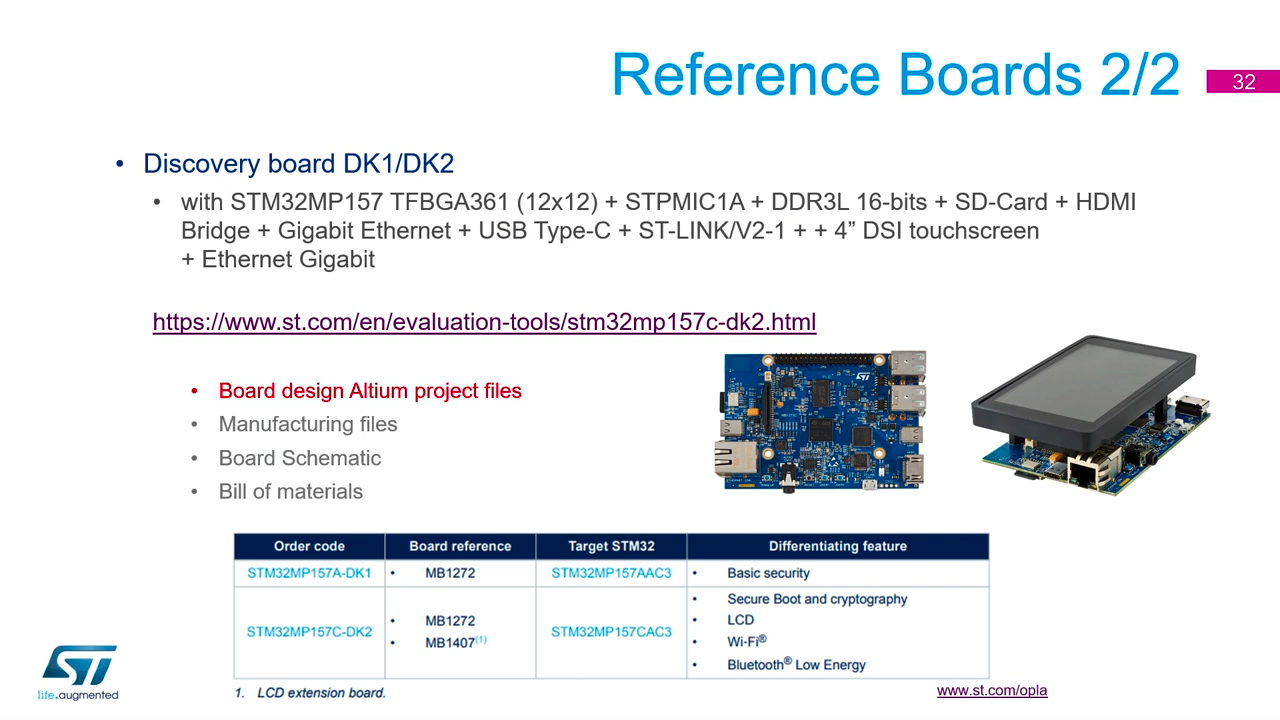 Reference Boards 2/2
32
• Discovery board DK1/DK2
• with STM32MP157 TFBGA361 (12x12) + STPMIC1A + DDR3L 16-bits + SD-Card + HDMI
Bridge + Gigabit Ethernet + USB Type-C + ST-LINK/V2-1 + + 4” DSI touchscreen
+ Ethernet Gigabit
https://www.st.com/en/evaluation-tools/stm32mp157c-dk2.html
• Board design Altium project files
• Manufacturing files
• Board Schematic
• Bill of materials
Order code Board reference Target STM32 Differentiating feature
STM32MP157A-DK1 • MB1272 STM32MP157AAC3 • Basic security
STM32MP157C-DK2 • MB1272 • MB1407(1) STM32MP157CAC3 • Secure Boot and cryptography
• LCD
• Wi-Fi®
• Bluetooth® Low Energy
1. LCD extension board.
www.st.com/opla
ST
life.augmented